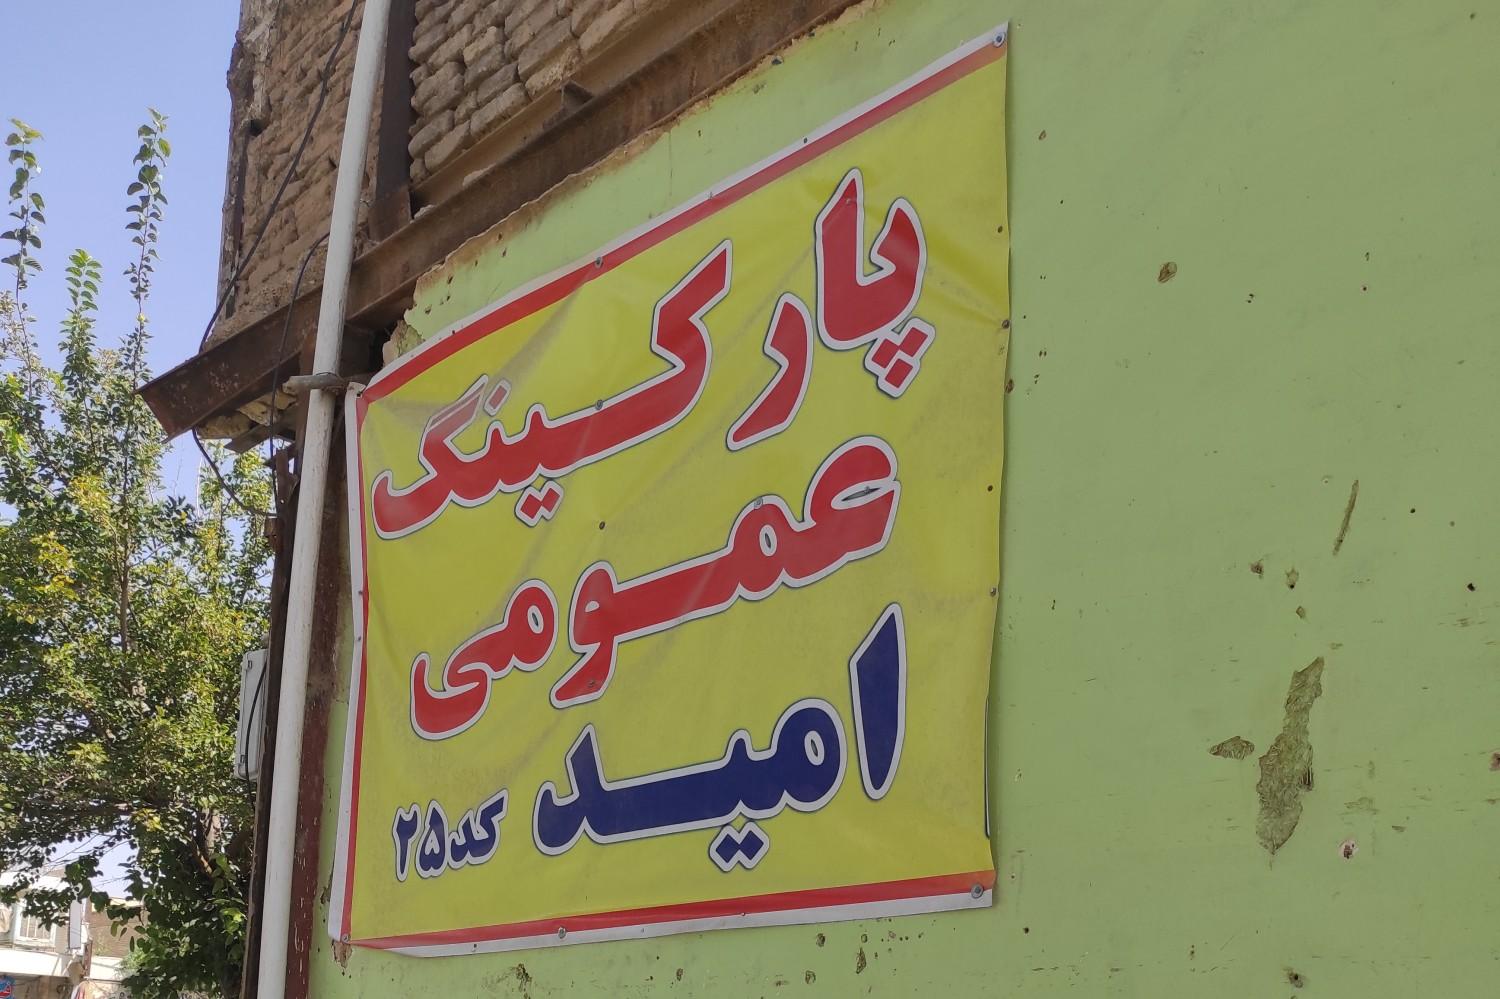 پارکینگ
عمومی
امید کد ۲۵